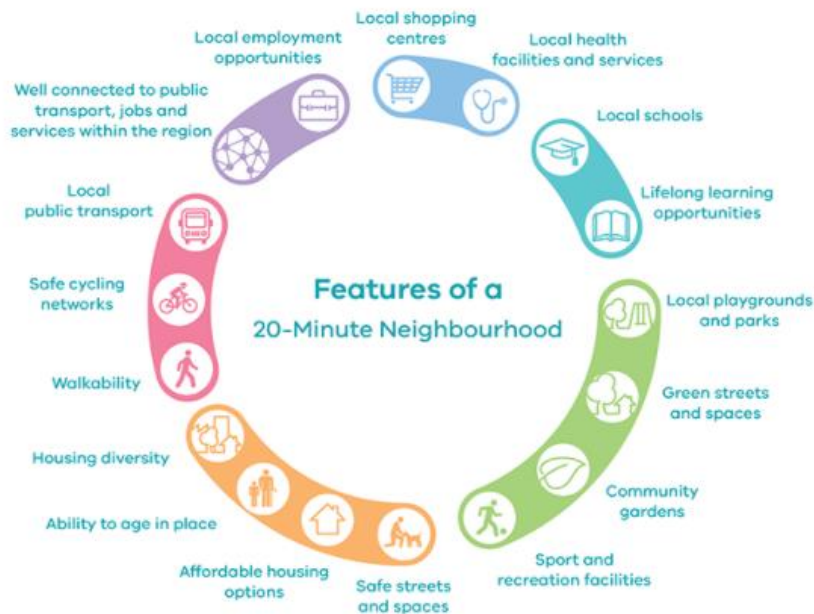 Features of a
20-Minute Neighbourhood
Local shopping
centres
Local health
facilities and services
Local schools
Lifelong learning
opportunities
Local playgrounds
and parks
Green streets
and spaces
Community
gardens
Sport and
recreation facilities
Safe streets
and spaces
Affordable housing
options
Ability to age in place
Housing diversity
Walkability
Safe cycling
networks
Local
public transport
Well connected to public
transport, jobs and
services within the region
Local employment
opportunities